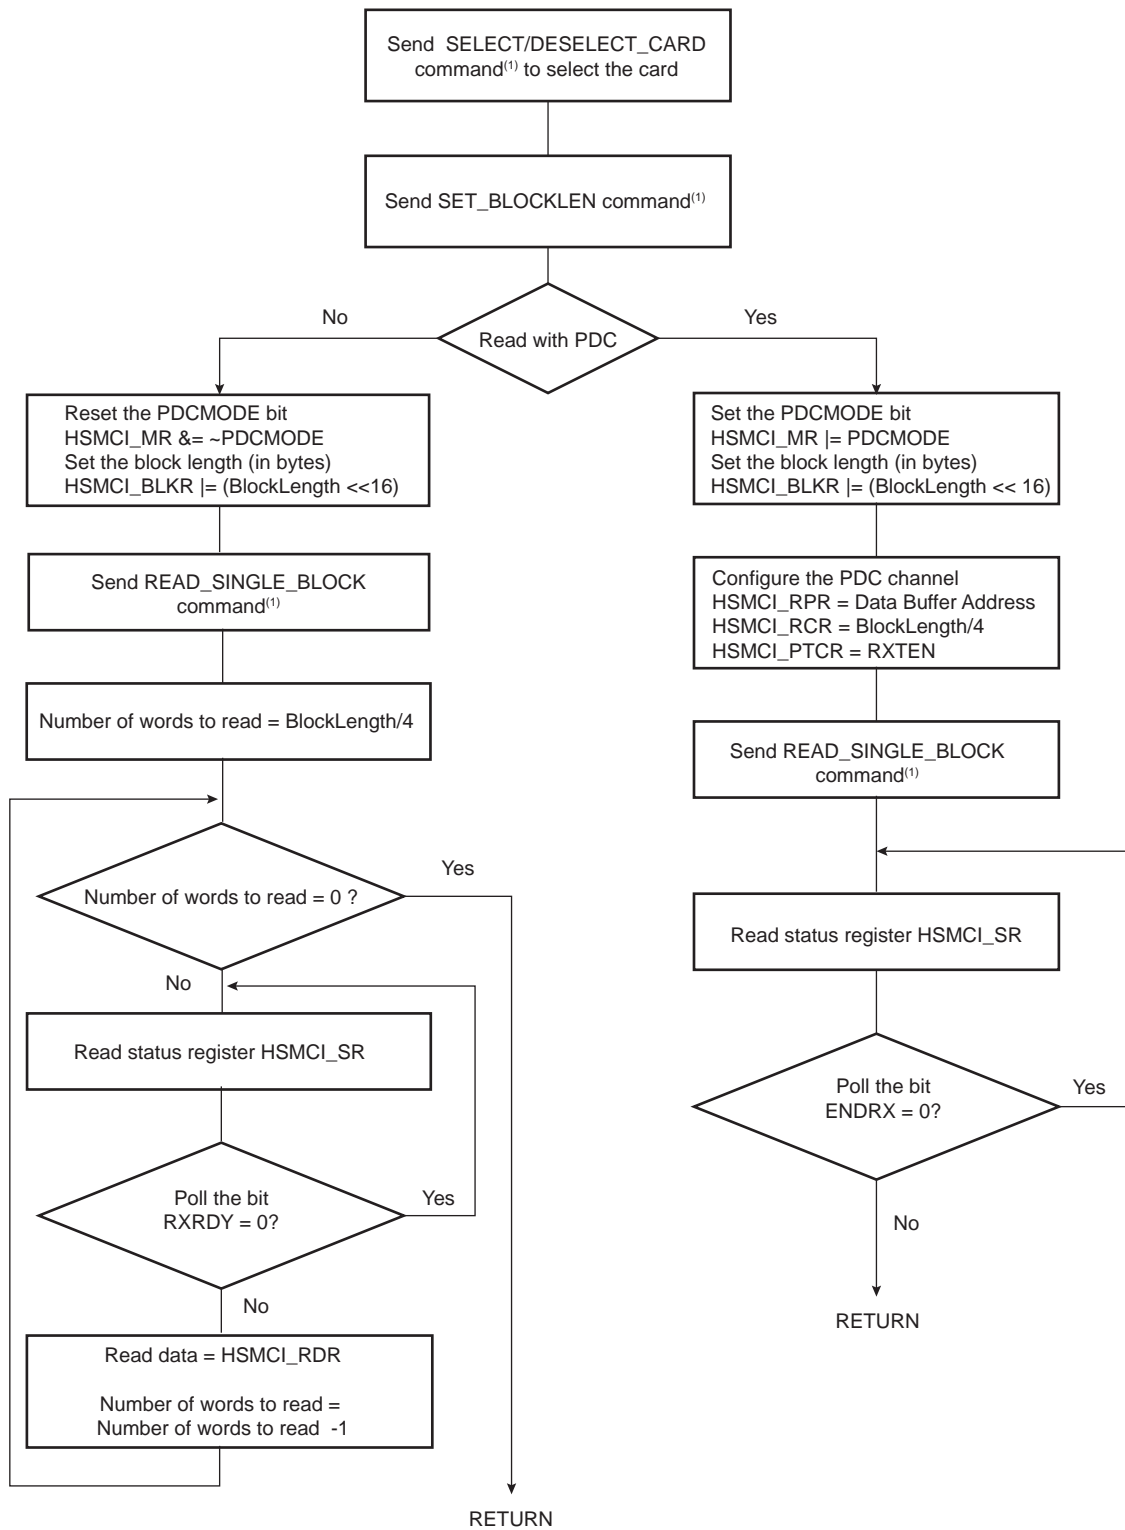 Send SELECT/DESELECT_CARD
command(1) to select the card
Send SET_BLOCKLEN command(1)
No
Yes
Read with PDC
Reset the PDCMODE bit
HSMCI_MR &= ~PDCMODE
Set the block length (in bytes)
HSMCI_BLKR |= (BlockLength <<16)
Send READ_SINGLE_BLOCK
command(1)
Number of words to read = BlockLength/4
Number of words to read = 0 ?
Yes
No
Read status register HSMCI_SR
Poll the bit
RXRDY = 0?
Yes
No
Read data = HSMCI_RDR
Number of words to read =
Number of words to read -1
RETURN
Set the PDCMODE bit
HSMCI_MR |= PDCMODE
Set the block length (in bytes)
HSMCI_BLKR |= (BlockLength << 16)
Configure the PDC channel
HSMCI_RPR = Data Buffer Address
HSMCI_RCR = BlockLength/4
HSMCI_PTCR = RXTEN
Send READ_SINGLE_BLOCK
command(1)
Read status register HSMCI_SR
Poll the bit
ENDRX = 0?
Yes
No
RETURN